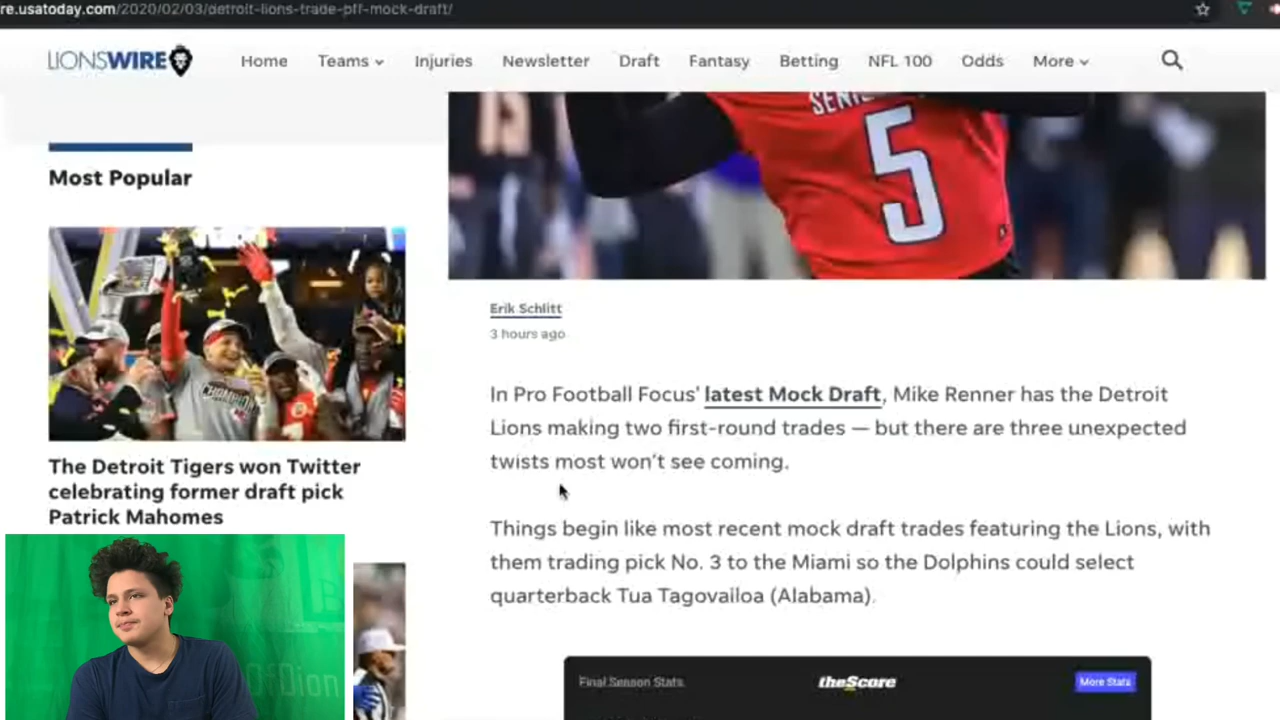 re.usatoday.com/2020/02/03/detroit-lions-trade-pff-mock-draft/
LIONSWIRE
Home Teams Injuries Newsletter Draft Fantasy Betting NFL 100 Odds More
5
Most Popular
CHAMPIONS
Erik Schlitt
3 hours ago
In Pro Football Focus' latest Mock Draft, Mike Renner has the Detroit
Lions making two first-round trades — but there are three unexpected
twists most won't see coming.
The Detroit Tigers won Twitter
celebrating former draft pick
Patrick Mahomes
Things begin like most recent mock draft trades featuring the Lions, with
them trading pick No. 3 to the Miami so the Dolphins could select
quarterback Tua Tagovailoa (Alabama).
OfDion
Final Season Stats theScore More Stats